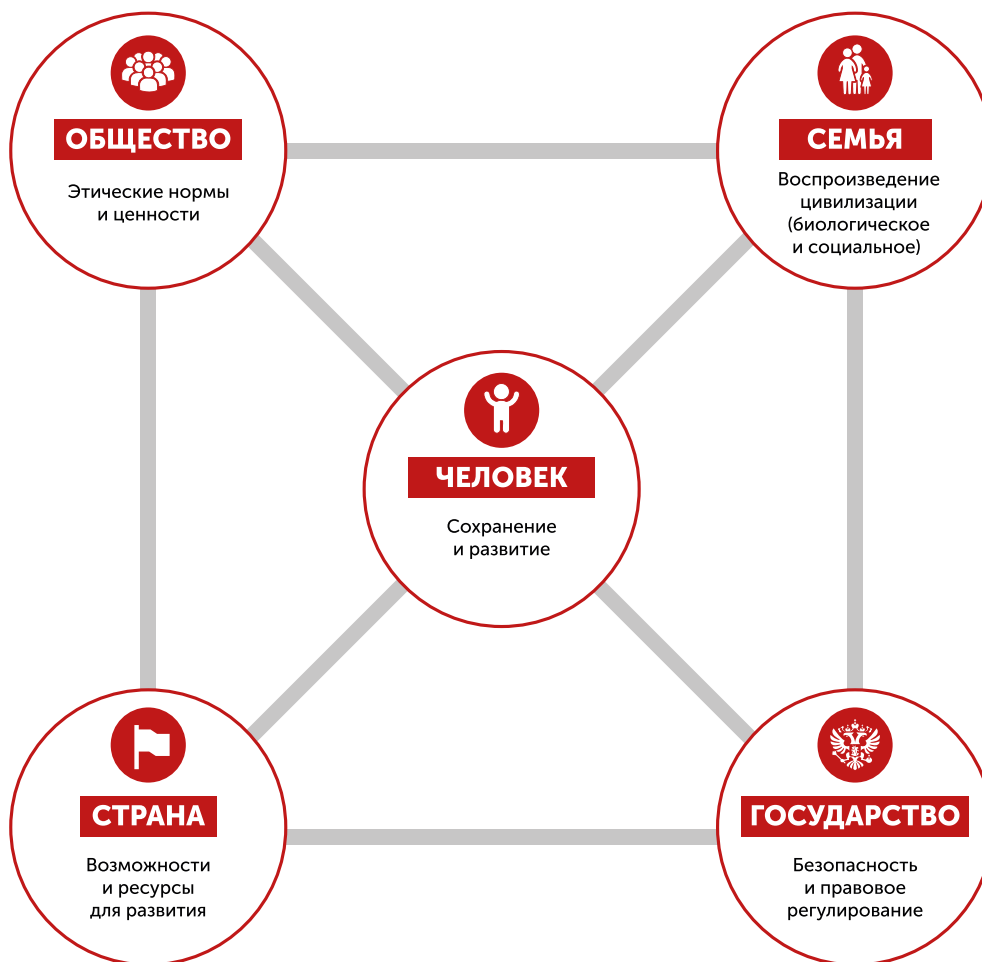 ОБЩЕСТВО
Этические нормы
и ценности
СЕМЬЯ
Воспроизведение
цивилизации
(биологическое
и социальное)
ЧЕЛОВЕК
Сохранение
и развитие
СТРАНА
Возможности
и ресурсы
для развития
ГОСУДАРСТВО
Безопасность
и правовое
регулирование